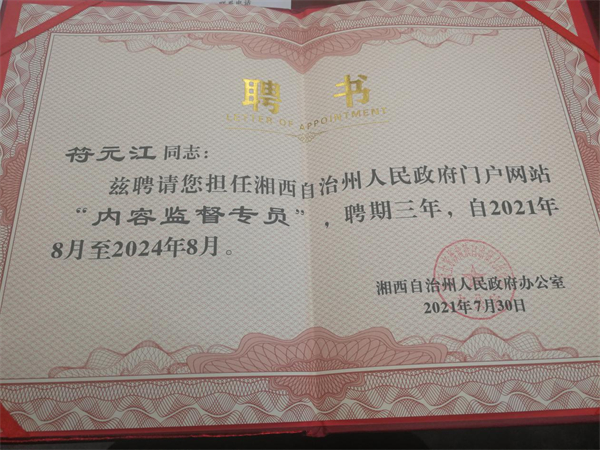 聘书
LETTER OF APPOINTMENT
符元江同志：
兹聘请您担任湘西自治州人民政府门户网站
“内容监督专员”，聘期三年，自2021年
8月至2024年8月。
湘西自治州人民政府办公室
2021年7月30日